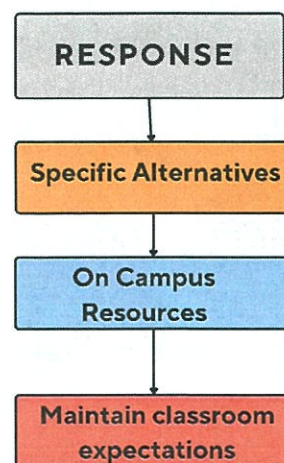 RESPONSE
Specific Alternatives
On Campus
Resources
Maintain classroom
expectations